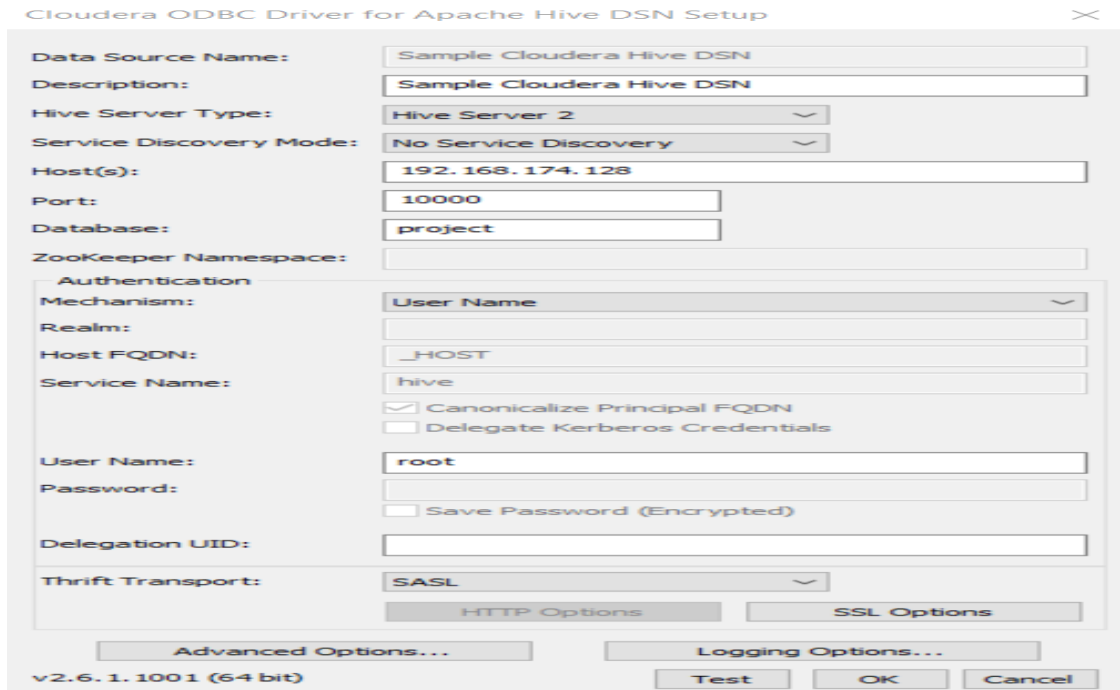 Cloudera ODBC Driver for Apache Hive DSN Setup
Data Source Name: Sample Cloudera Hive DSN
Description: Sample Cloudera Hive DSN
Hive Server Type: Hive Server 2
Service Discovery Mode: No Service Discovery
Host(s): 192.168.174.128
Port: 10000
Database: project
ZooKeeper Namespace:
Authentication
Mechanism: User Name
Realm:
Host FQDN: _HOST
Service Name: hive
Canonicalize Principal FQDN
Delegate Kerberos Credentials
User Name: root
Password:
Save Password (Encrypted)
Delegation UID:
Thrift Transport: SASL
HTTP Options SSL Options
Advanced Options... Logging Options...
v2.6.1.1001 (64 bit) Test OK Cancel